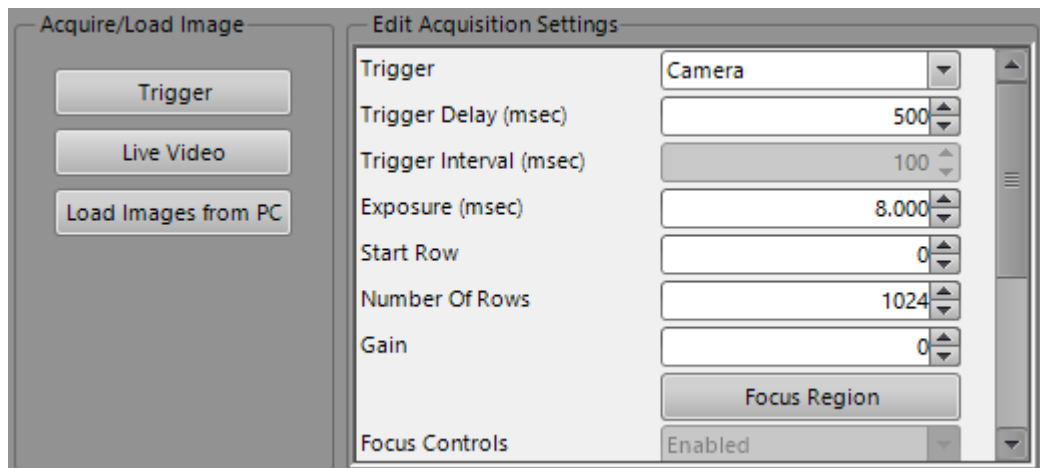 Acquire/Load Image
Trigger
Live Video
Load Images from PC
Edit Acquisition Settings
Trigger Camera
Trigger Delay (msec) 500
Trigger Interval (msec) 100
Exposure (msec) 8.000
Start Row 0
Number Of Rows 1024
Gain 0
Focus Region
Focus Controls Enabled